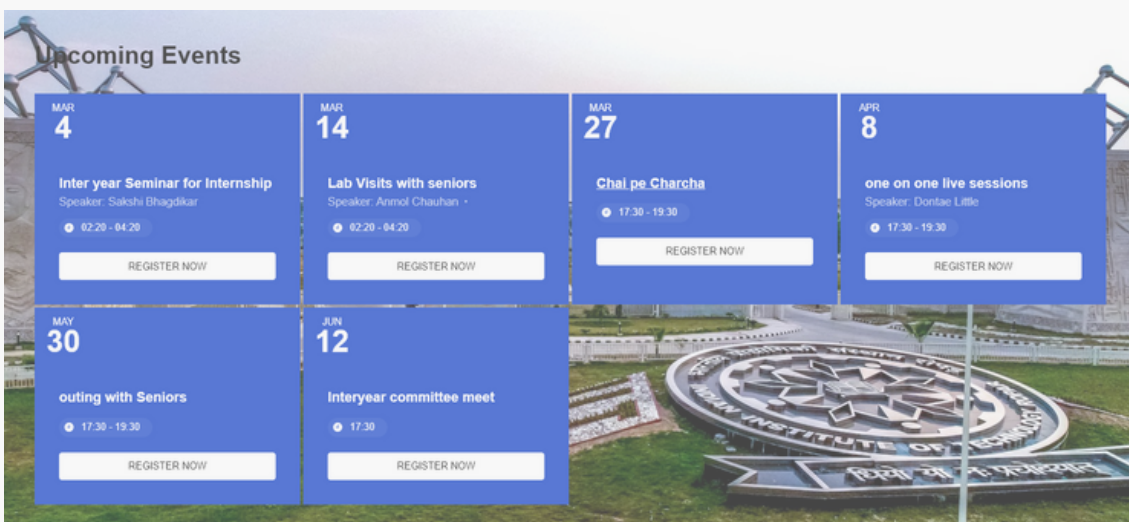 Upcoming Events
MAR
4
Inter year Seminar for Internship
Speaker: Sakshi Bhagdikar
02:20 - 04:20
REGISTER NOW
MAR
14
Lab Visits with seniors
Speaker: Anmol Chauhan •
02:20 - 04:20
REGISTER NOW
MAR
27
Chai pe Charcha
17:30 - 19:30
REGISTER NOW
APR
8
one on one live sessions
Speaker: Dontae Little
17:30 - 19:30
REGISTER NOW
MAY
30
outing with Seniors
17:30 - 19:30
REGISTER NOW
JUN
12
Interyear committee meet
17:30
REGISTER NOW
INDIAN INSTITUTE OF TECHNOLOGY